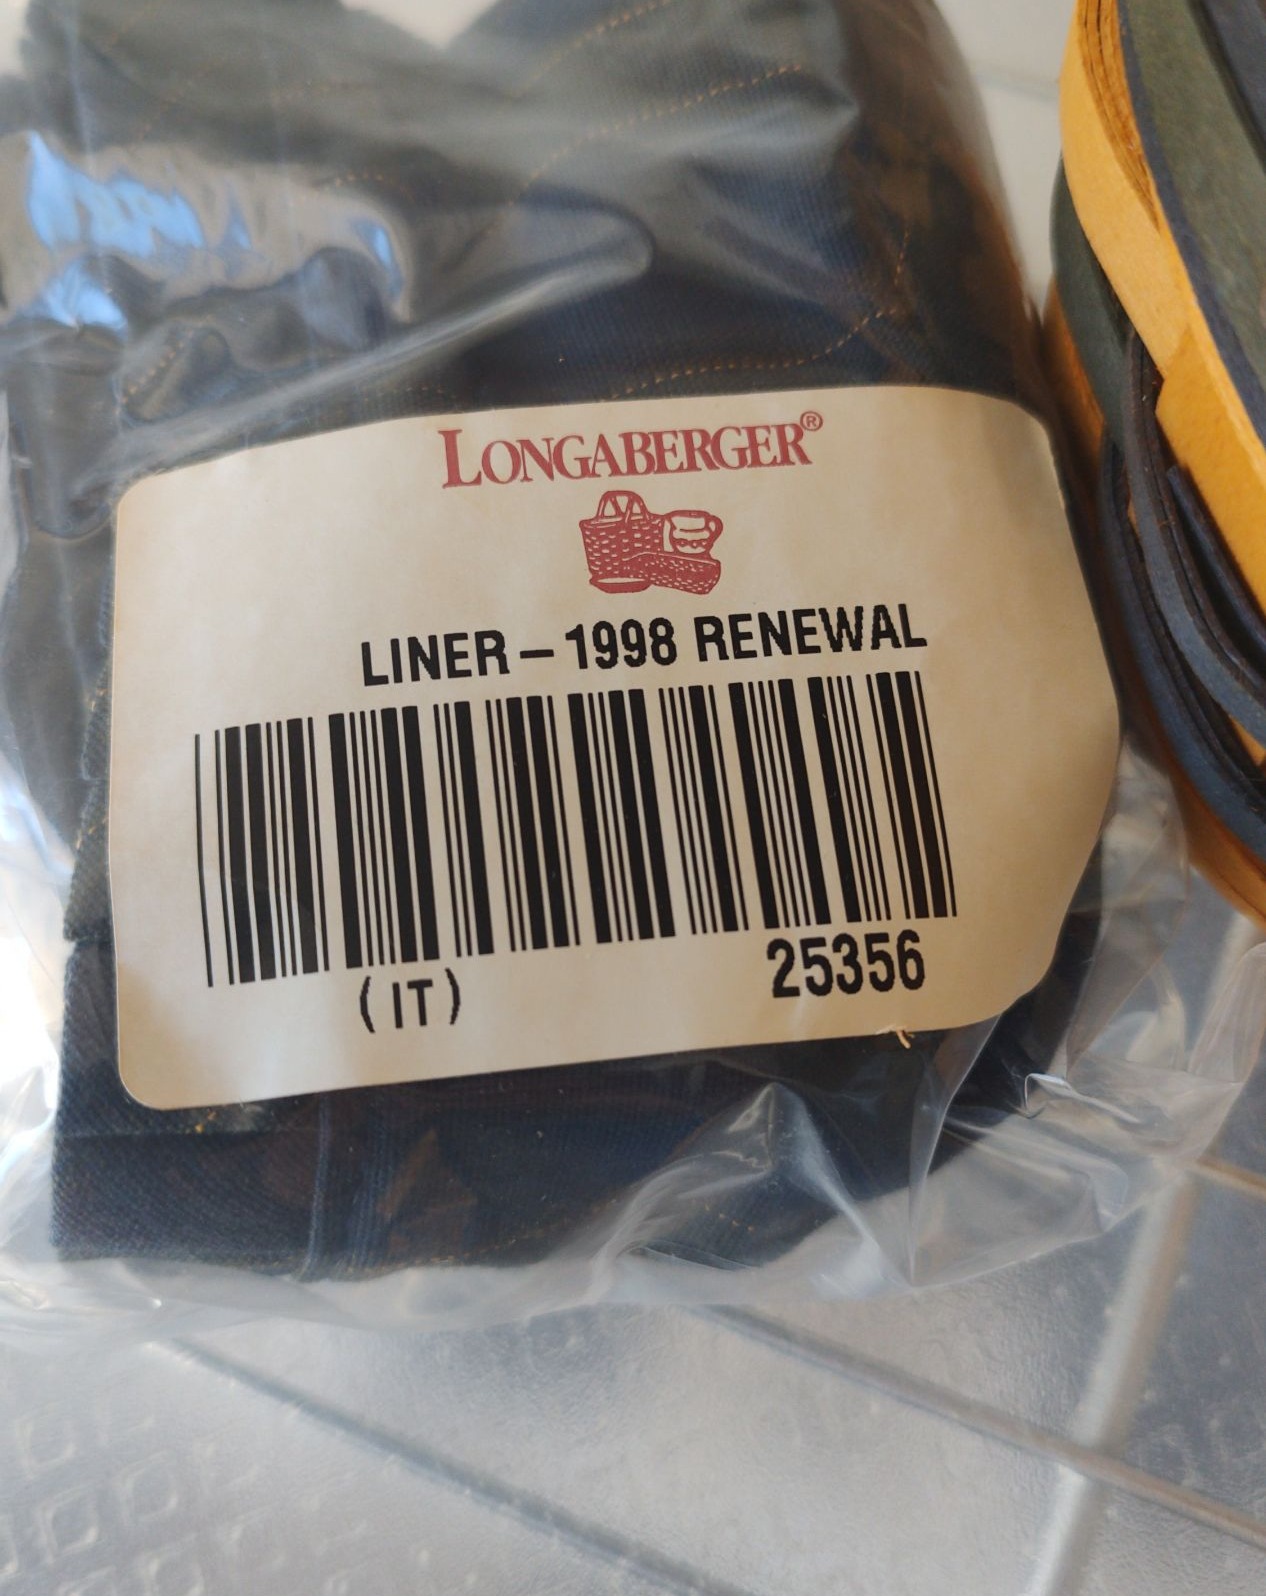 LONGABERGER®
LINER-1998 RENEWAL
(IT) 25356